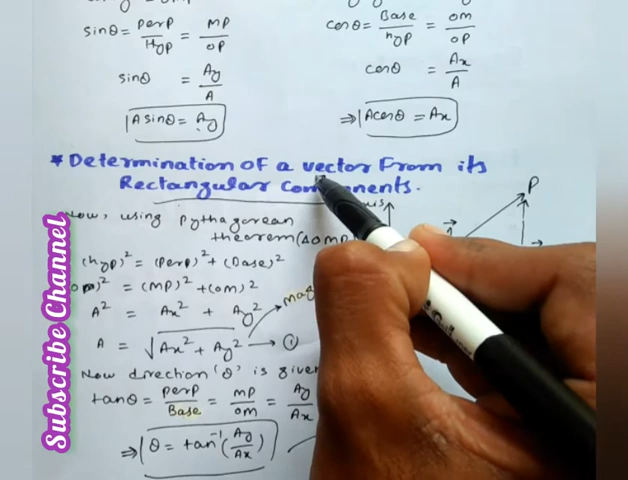 sinθ = perp/Hyp = MP/OP
cosθ = Base/hyp = OM/OP
sinθ = Ay/A
cosθ = Ax/A
A sinθ = Ay
⇒ A cosθ = Ax
* Determination of a vector From its
Rectangular Components.
Now, using Pythagorean
theorem (ΔOMP
P
(hyp)² = (perp)² + (Base)²
)² = (MP)² + (OM)²
A² = Ax² + Ay²
A = √Ax² + Ay² → ①
Now direction 'θ' is given
tanθ = perp/Base = MP/OM = Ay/Ax
⇒ θ = tan⁻¹(Ay/Ax)
Subscribe Channel